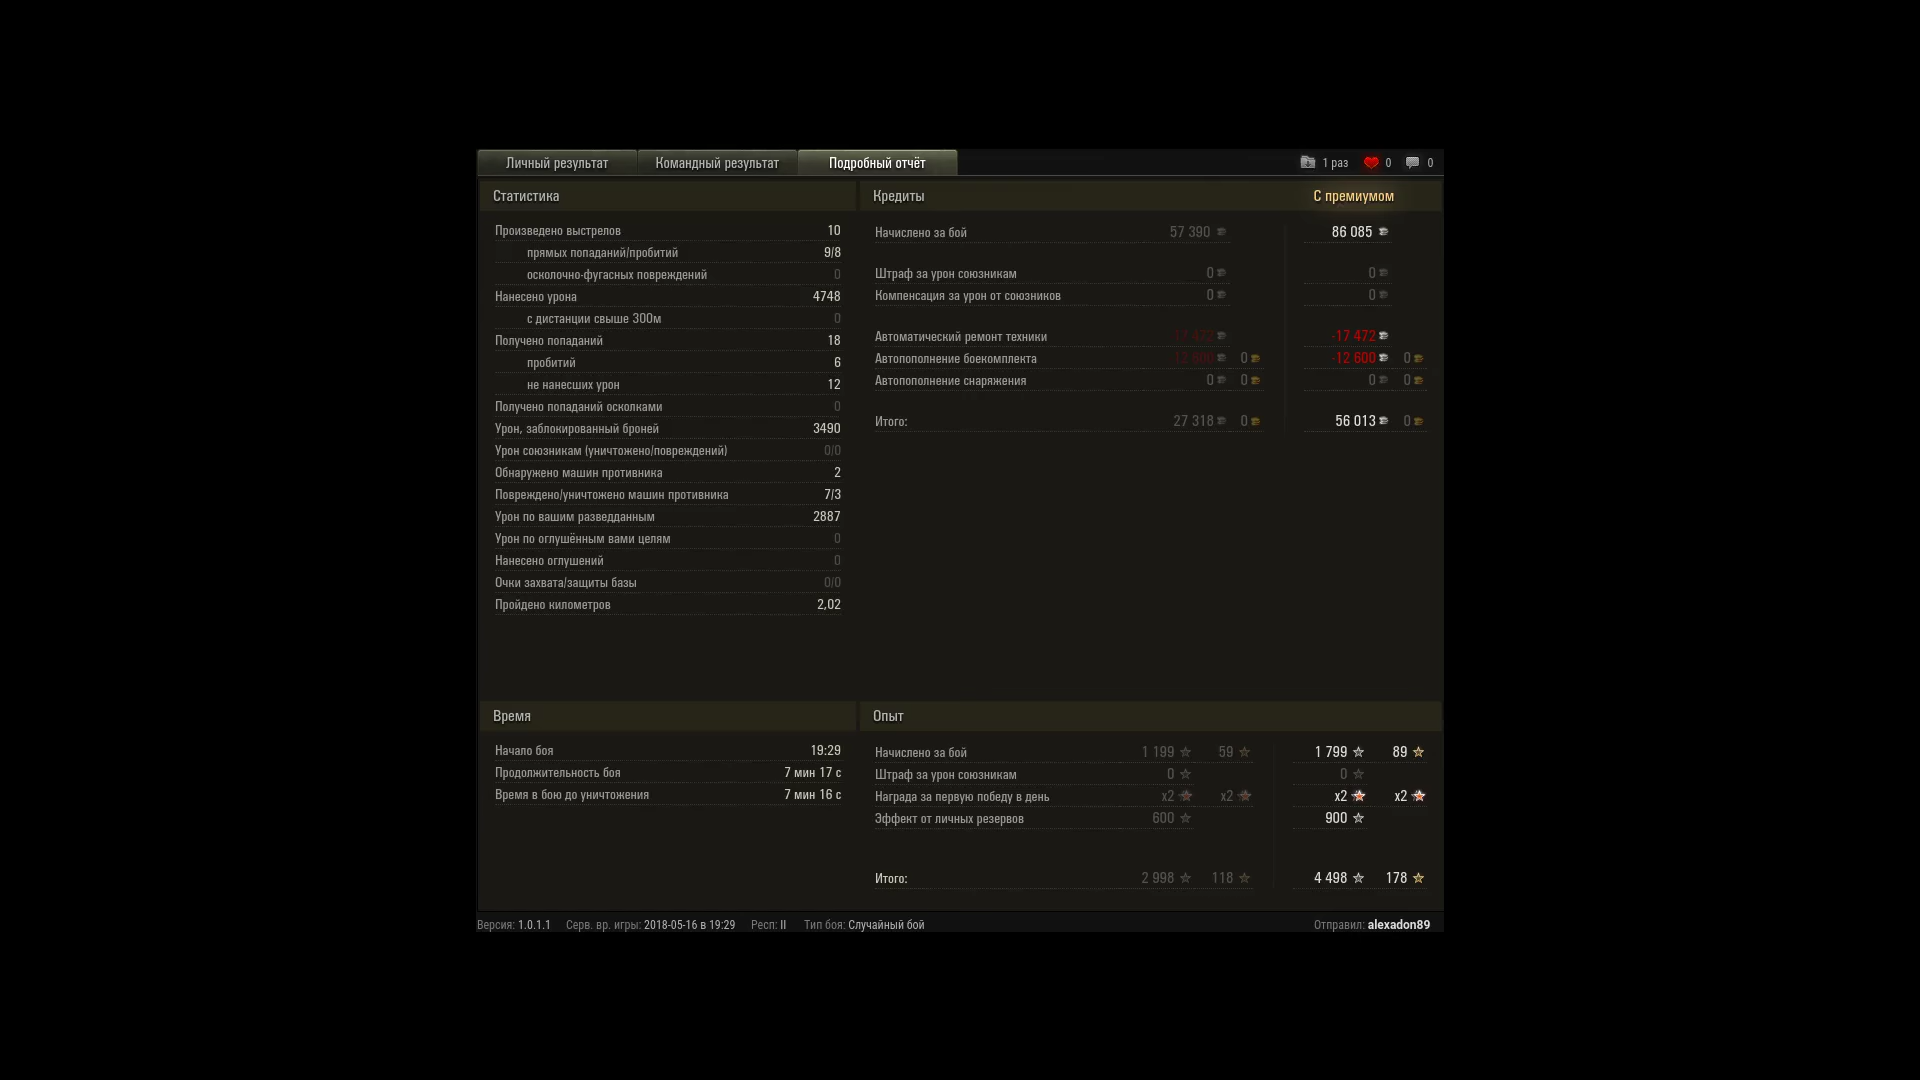 Личный результат Командный результат Подробный отчёт 1 раз 0 0
Статистика
Произведено выстрелов 10
прямых попаданий/пробитий 9/8
осколочно-фугасных повреждений 0
Нанесено урона 4748
с дистанции свыше 300м 0
Получено попаданий 18
пробитий 6
не нанесших урон 12
Получено попаданий осколками 0
Урон, заблокированный броней 3490
Урон союзникам (уничтожено/повреждений) 0/0
Обнаружено машин противника 2
Повреждено/уничтожено машин противника 7/3
Урон по вашим разведданным 2887
Урон по оглушённым вами целям 0
Нанесено оглушений 0
Очки захвата/защиты базы 0/0
Пройдено километров 2,02
Кредиты С премиумом
Начислено за бой 57 390 86 085
Штраф за урон союзникам 0 0
Компенсация за урон от союзников 0 0
Автоматический ремонт техники -17 472 -17 472
Автопополнение боекомплекта -12 600 0 -12 600 0
Автопополнение снаряжения 0 0 0 0
Итого: 27 318 0 56 013 0
Время
Начало боя 19:29
Продолжительность боя 7 мин 17 с
Время в бою до уничтожения 7 мин 16 с
Опыт
Начислено за бой 1 199 59 1 799 89
Штраф за урон союзникам 0 0
Награда за первую победу в день x2 x2 x2 x2
Эффект от личных резервов 600 900
Итого: 2 998 118 4 498 178
Версия: 1.0.1.1 Серв. вр. игры: 2018-05-16 в 19:29 Респ: II Тип боя: Случайный бой Отправил: alexadon89